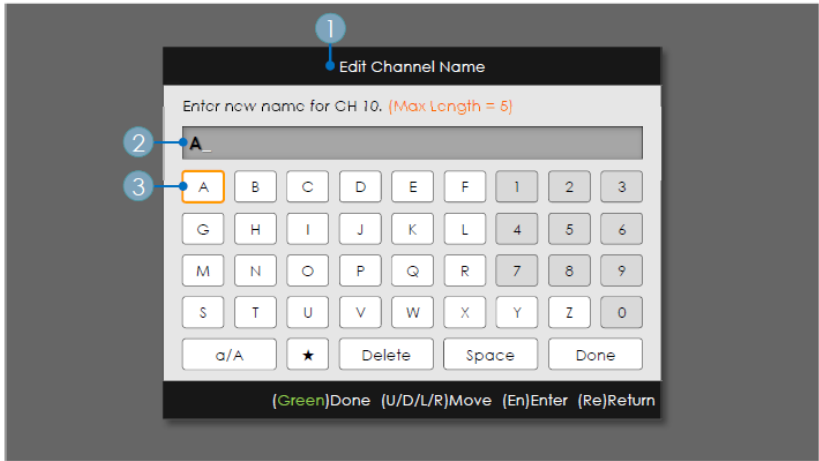 1
Edit Channel Name
Enter new name for CH 10. (Max Length = 5)
2 A_
3 A B C D E F 1 2 3
G H I J K L 4 5 6
M N O P Q R 7 8 9
S T U V W X Y Z 0
a/A ★ Delete Space Done
(Green)Done (U/D/L/R)Move (En)Enter (Re)Return